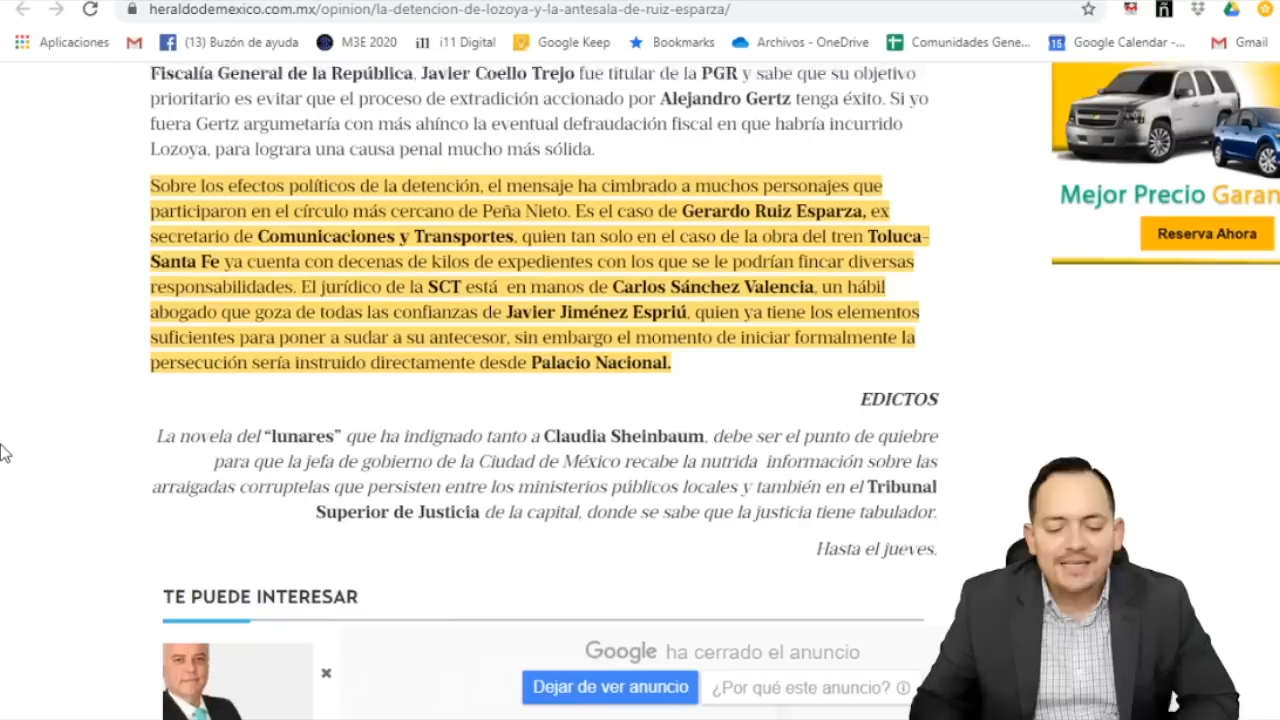 heraldodemexico.com.mx/opinion/la-detencion-de-lozoya-y-la-antesala-de-ruiz-esparza/
Aplicaciones
(13) Buzón de ayuda
M3E 2020
i11 Digital
Google Keep
Bookmarks
Archivos - OneDrive
Comunidades Gene...
15
Google Calendar -...
Gmail
Fiscalía General de la República, Javier Coello Trejo fue titular de la PGR y sabe que su objetivo
prioritario es evitar que el proceso de extradición accionado por Alejandro Gertz tenga éxito. Si yo
fuera Gertz argumetaría con más ahínco la eventual defraudación fiscal en que habría incurrido
Lozoya, para lograra una causa penal mucho más sólida.
Sobre los efectos políticos de la detención, el mensaje ha cimbrado a muchos personajes que
participaron en el círculo más cercano de Peña Nieto. Es el caso de Gerardo Ruiz Esparza, ex
secretario de Comunicaciones y Transportes, quien tan solo en el caso de la obra del tren Toluca-
Santa Fe ya cuenta con decenas de kilos de expedientes con los que se le podrían fincar diversas
responsabilidades. El jurídico de la SCT está en manos de Carlos Sánchez Valencia, un hábil
abogado que goza de todas las confianzas de Javier Jiménez Espriú, quien ya tiene los elementos
suficientes para poner a sudar a su antecesor, sin embargo el momento de iniciar formalmente la
persecución sería instruido directamente desde Palacio Nacional.
EDICTOS
La novela del “lunares” que ha indignado tanto a Claudia Sheinbaum, debe ser el punto de quiebre
para que la jefa de gobierno de la Ciudad de México recabe la nutrida información sobre las
arraigadas corruptelas que persisten entre los ministerios públicos locales y también en el Tribunal
Superior de Justicia de la capital, donde se sabe que la justicia tiene tabulador.
Hasta el jueves.
TE PUEDE INTERESAR
Google ha cerrado el anuncio
Dejar de ver anuncio
¿Por qué este anuncio?
Mejor Precio Garan
Reserva Ahora